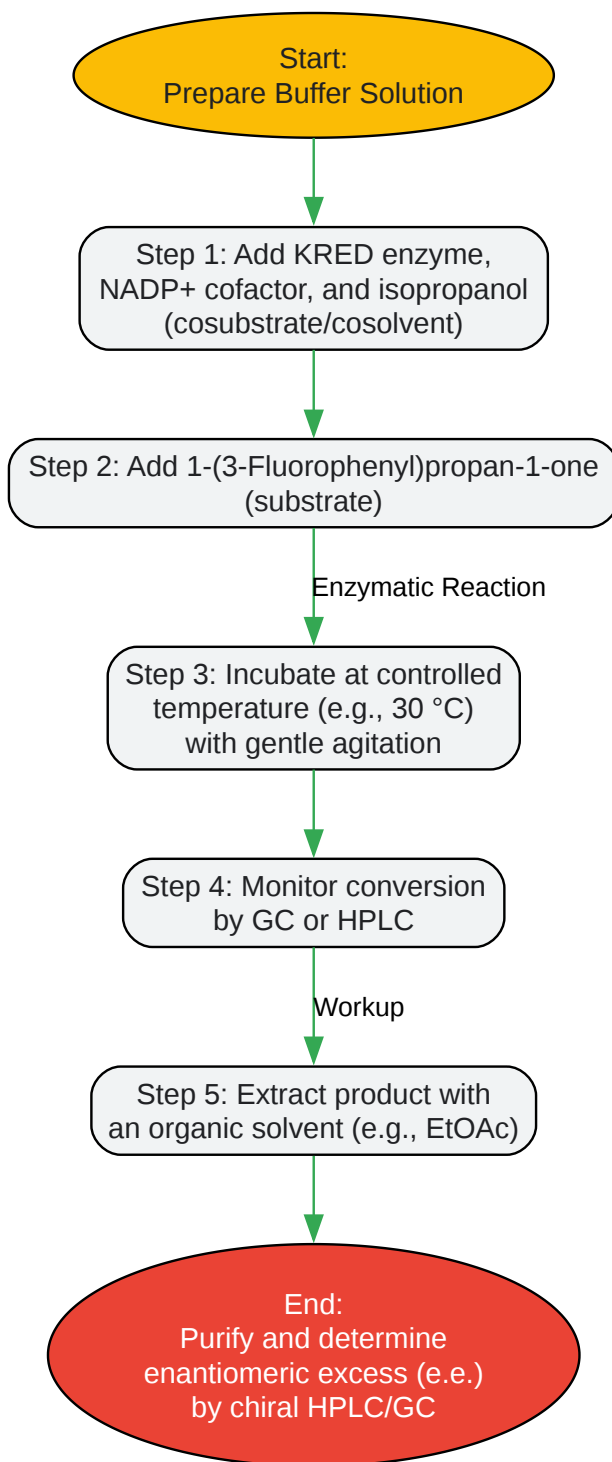 Start:
Prepare Buffer Solution
Step 1: Add KRED enzyme,
NADP+ cofactor, and isopropanol
(cosubstrate/cosolvent)
Step 2: Add 1-(3-Fluorophenyl)propan-1-one
(substrate)
Enzymatic Reaction
Step 3: Incubate at controlled
temperature (e.g., 30 °C)
with gentle agitation
Step 4: Monitor conversion
by GC or HPLC
Workup
Step 5: Extract product with
an organic solvent (e.g., EtOAc)
End:
Purify and determine
enantiomeric excess (e.e.)
by chiral HPLC/GC